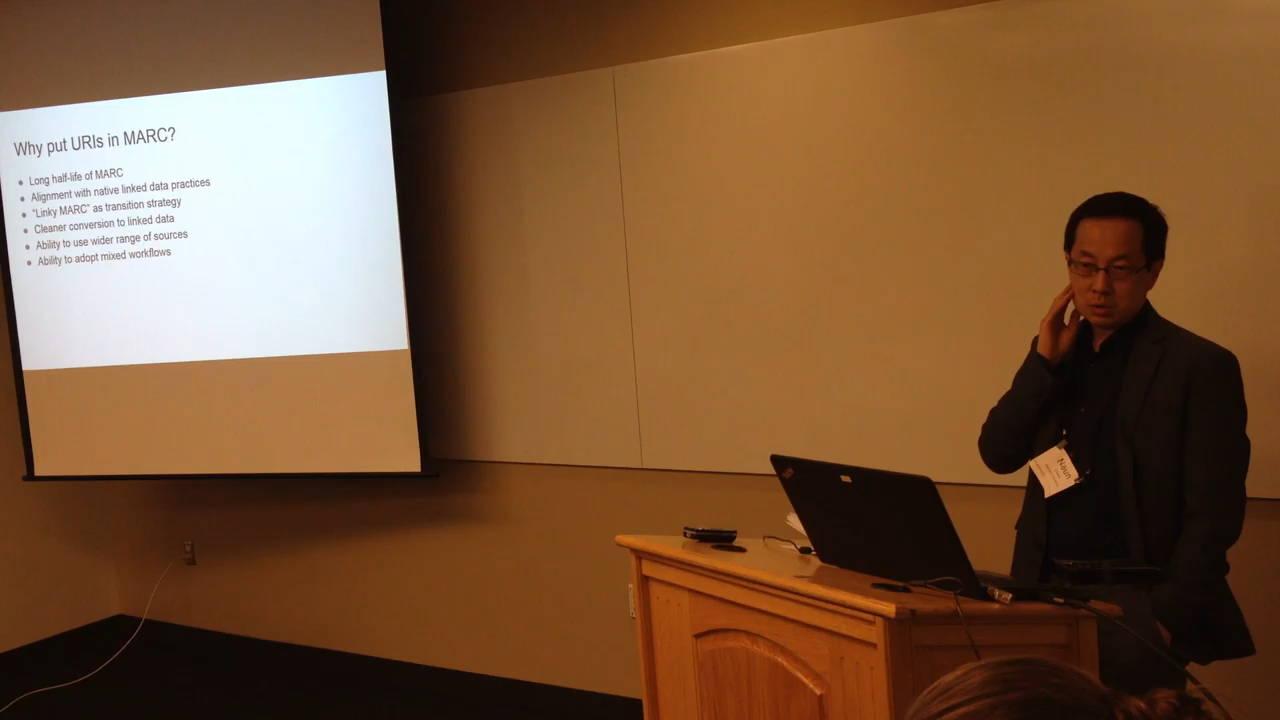 Why put URIs in MARC?
Long half-life of MARC
Alignment with native linked data practices
"Linky MARC" as transition strategy
Cleaner conversion to linked data
Ability to use wider range of sources
Ability to adopt mixed workflows